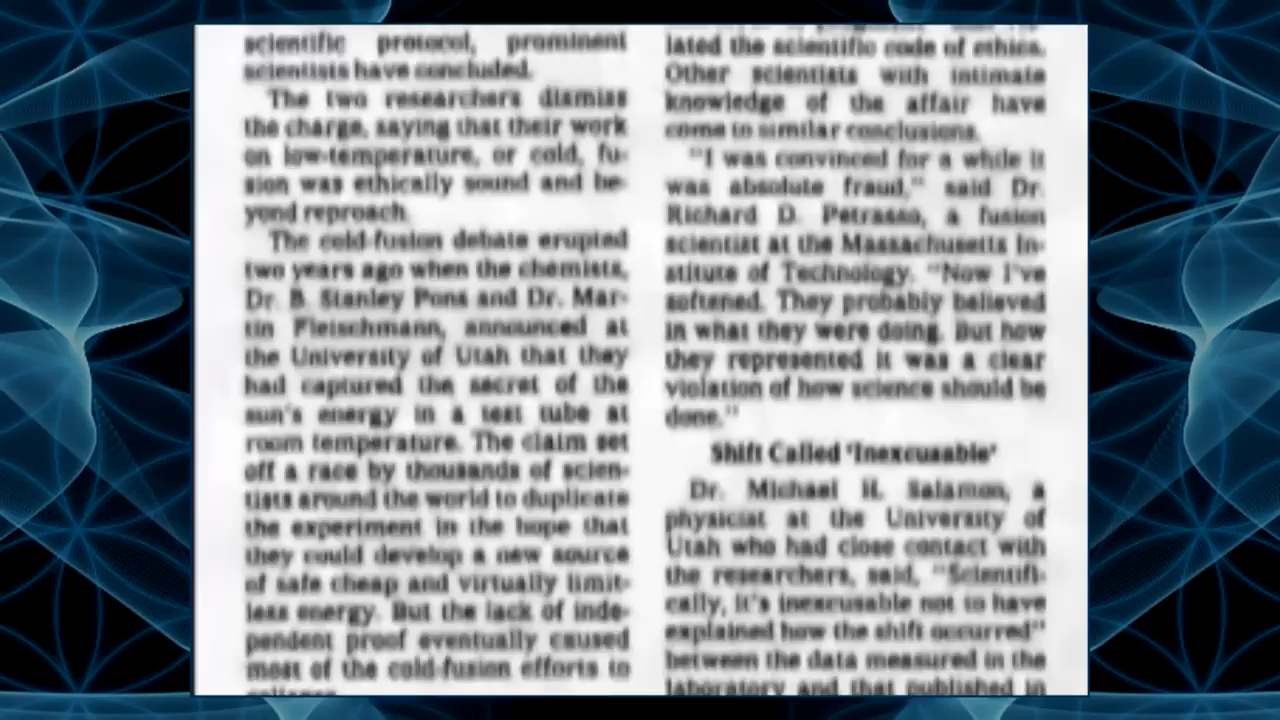 scientific protocol, prominent
scientists have concluded.
The two researchers dismiss
the charge, saying that their work
on low-temperature, or cold, fu-
sion was ethically sound and be-
yond reproach.
The cold-fusion debate erupted
two years ago when the chemists,
Dr. B. Stanley Pons and Dr. Mar-
tin Fleischmann, announced at
the University of Utah that they
had captured the secret of the
sun's energy in a test tube at
room temperature. The claim set
off a race by thousands of scien-
tists around the world to duplicate
the experiment in the hope that
they could develop a new source
of safe cheap and virtually limit-
less energy. But the lack of inde-
pendent proof eventually caused
most of the cold-fusion efforts to
lated the scientific code of ethics.
Other scientists with intimate
knowledge of the affair have
come to similar conclusions.
"I was convinced for a while it
was absolute fraud," said Dr.
Richard D. Petrasso, a fusion
scientist at the Massachusetts In-
stitute of Technology. "Now I've
softened. They probably believed
in what they were doing. But how
they represented it was a clear
violation of how science should be
done."
Shift Called 'Inexcusable'
Dr. Michael H. Salamon, a
physicist at the University of
Utah who had close contact with
the researchers, said, "Scientifi-
cally, it's inexcusable not to have
explained how the shift occurred"
between the data measured in the
laboratory and that published in